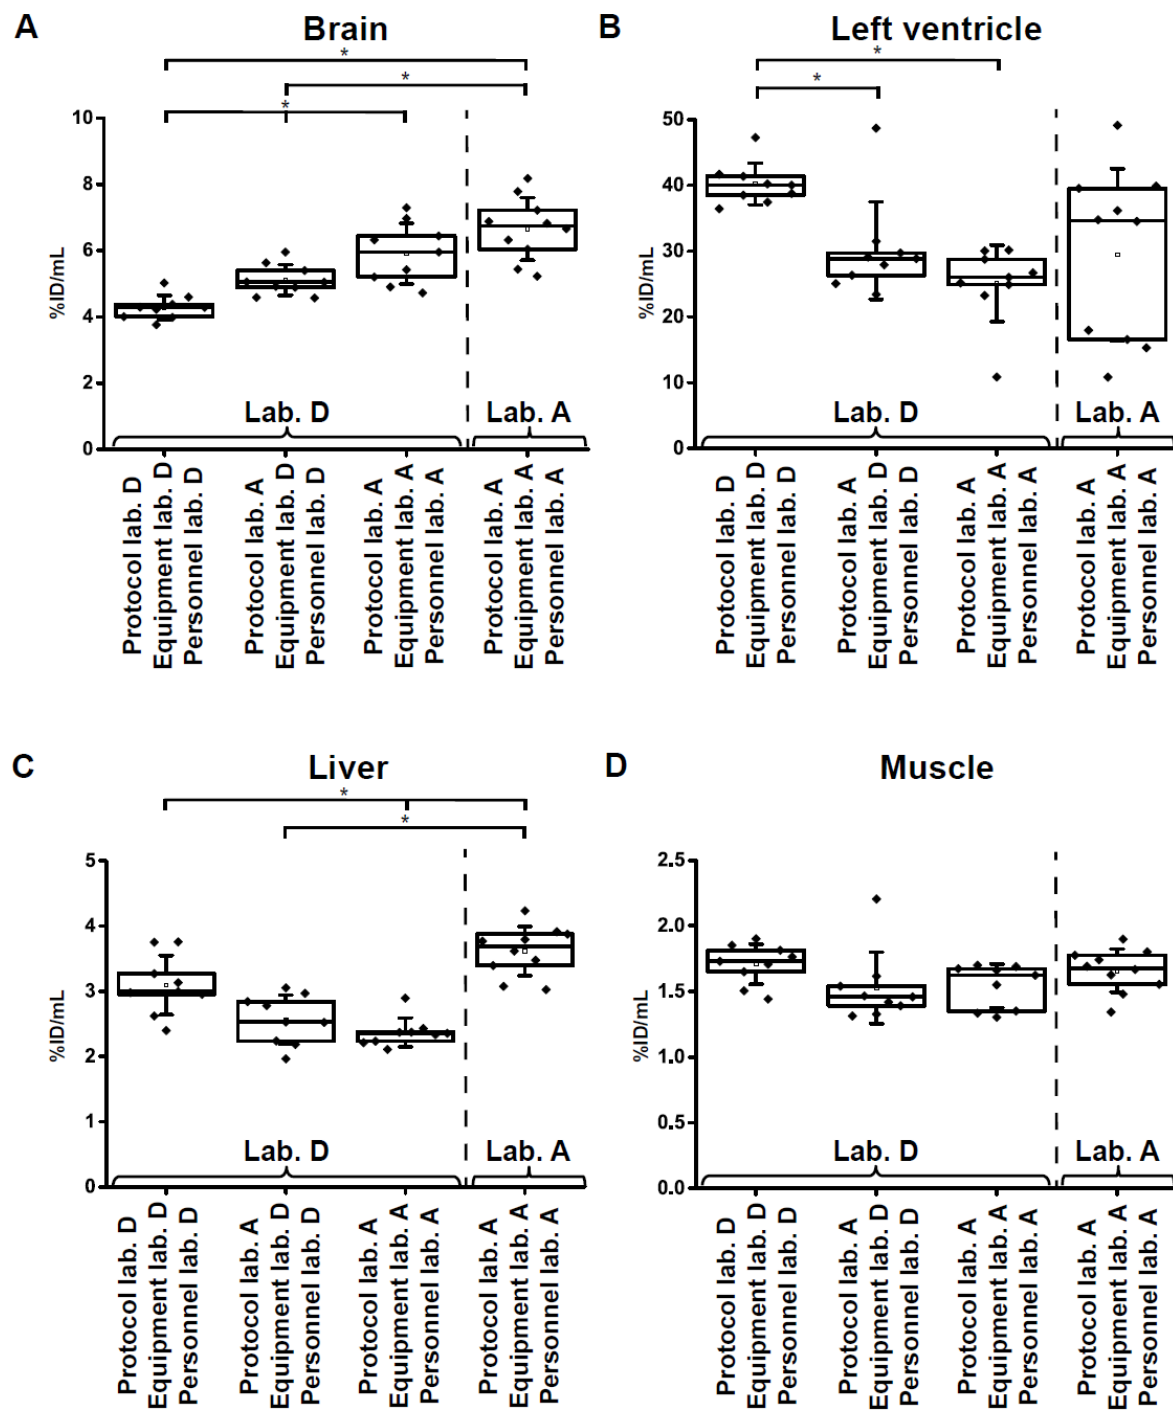 A
Brain
*
*
*
10
8
6
4
2
0
%ID/mL
Lab. D
Lab. A
Protocol lab. D
Equipment lab. D
Personnel lab. D
Protocol lab. A
Equipment lab. D
Personnel lab. D
Protocol lab. A
Equipment lab. A
Personnel lab. A
Protocol lab. A
Equipment lab. A
Personnel lab. A
B
Left ventricle
*
*
50
40
30
20
10
0
%ID/mL
Lab. D
Lab. A
Protocol lab. D
Equipment lab. D
Personnel lab. D
Protocol lab. A
Equipment lab. D
Personnel lab. D
Protocol lab. A
Equipment lab. A
Personnel lab. A
Protocol lab. A
Equipment lab. A
Personnel lab. A
C
Liver
*
*
5
4
3
2
1
0
%ID/mL
Lab. D
Lab. A
Protocol lab. D
Equipment lab. D
Personnel lab. D
Protocol lab. A
Equipment lab. D
Personnel lab. D
Protocol lab. A
Equipment lab. A
Personnel lab. A
Protocol lab. A
Equipment lab. A
Personnel lab. A
D
Muscle
2.5
2.0
1.5
1.0
0.5
0.0
%ID/mL
Lab. D
Lab. A
Protocol lab. D
Equipment lab. D
Personnel lab. D
Protocol lab. A
Equipment lab. D
Personnel lab. D
Protocol lab. A
Equipment lab. A
Personnel lab. A
Protocol lab. A
Equipment lab. A
Personnel lab. A